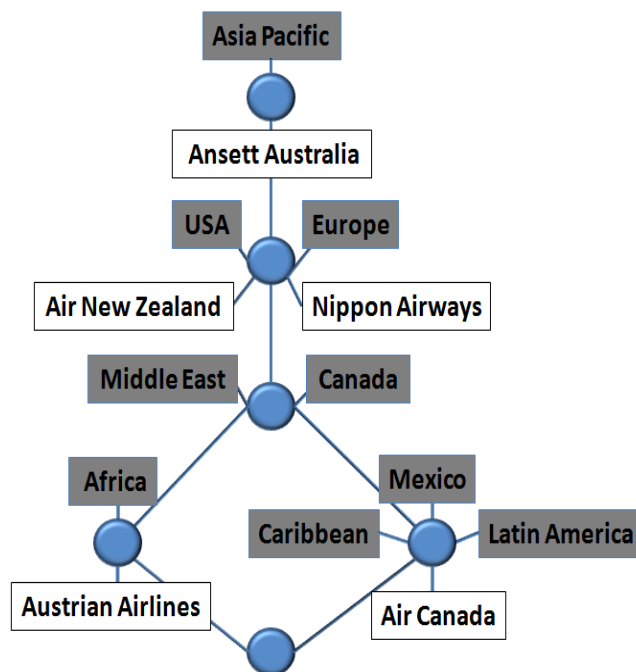 Asia Pacific
Ansett Australia
USA
Europe
Air New Zealand
Nippon Airways
Middle East
Canada
Africa
Mexico
Caribbean
Latin America
Austrian Airlines
Air Canada